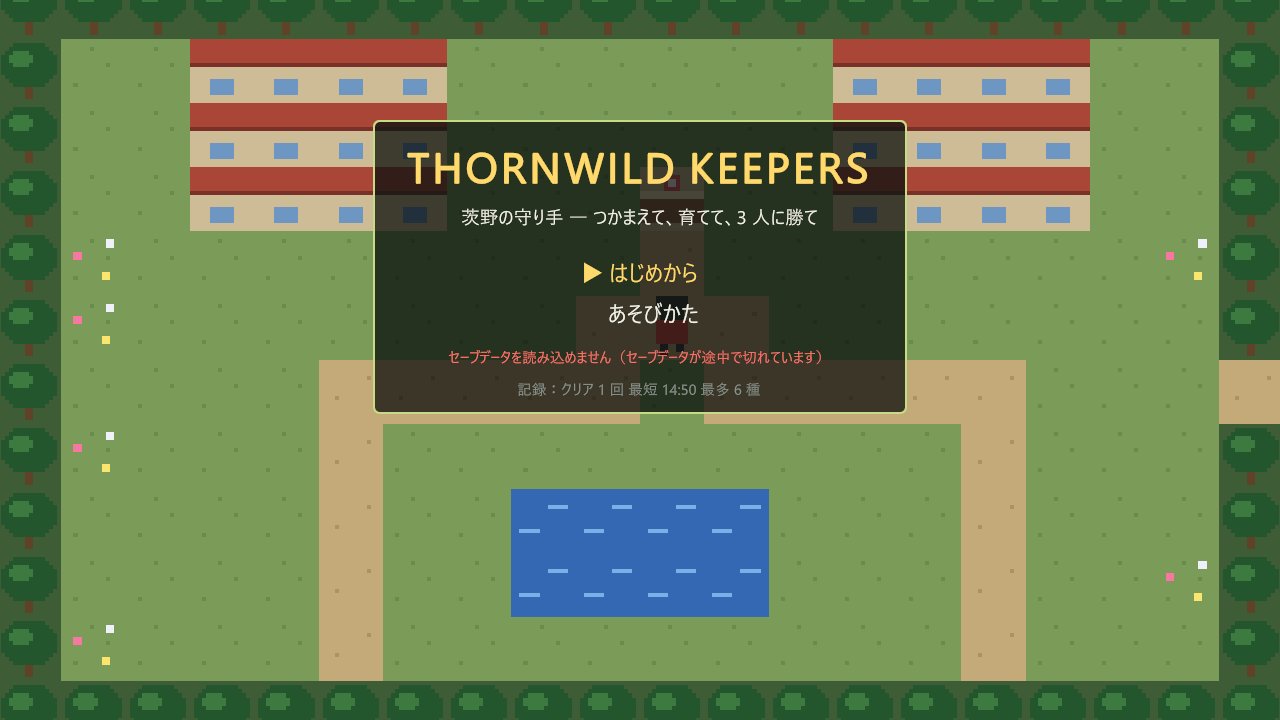 THORNWILD KEEPERS
茨野の守り手 — つかまえて、育てて、3 人に勝て
▶ はじめから
あそびかた
セーブデータを読み込めません（セーブデータが途中で切れています）
記録：クリア 1 回 最短 14:50 最多 6 種